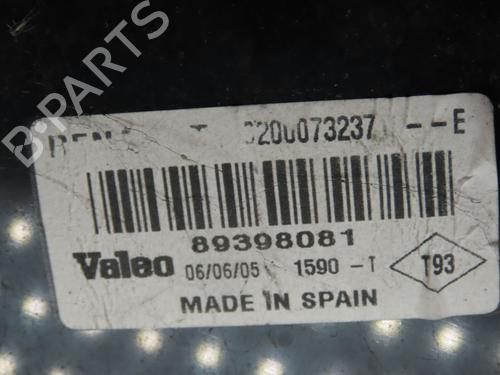 8200073237 --E
89398081
Valeo 06/06/05 1590 -T T93
MADE IN SPAIN
B-PARTS